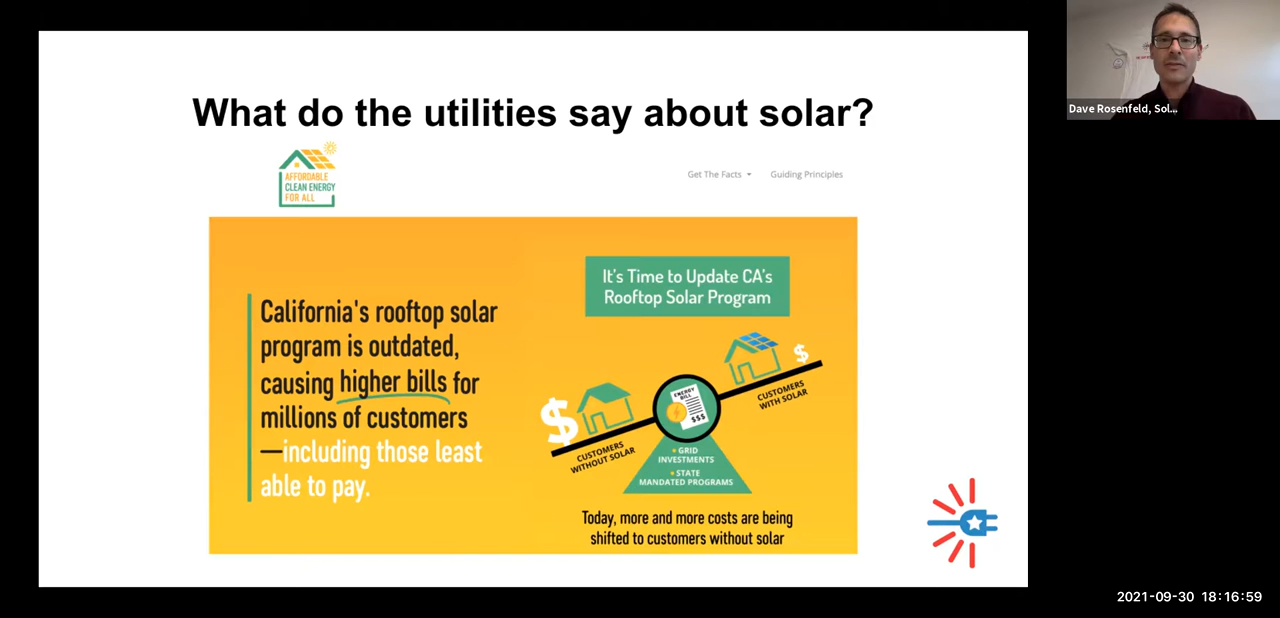 What do the utilities say about solar?
AFFORDABLE
CLEAN ENERGY
FOR ALL
Get The Facts
Guiding Principles
California's rooftop solar
program is outdated,
causing higher bills for
millions of customers
—including those least
able to pay.
It's Time to Update CA's
Rooftop Solar Program
$
$
ENERGY
BILL
$$$
CUSTOMERS
WITHOUT SOLAR
CUSTOMERS
WITH SOLAR
GRID
INVESTMENTS
STATE
MANDATED PROGRAMS
Today, more and more costs are being
shifted to customers without solar
Dave Rosenfeld, Sol...
2021-09-30 18:16:59